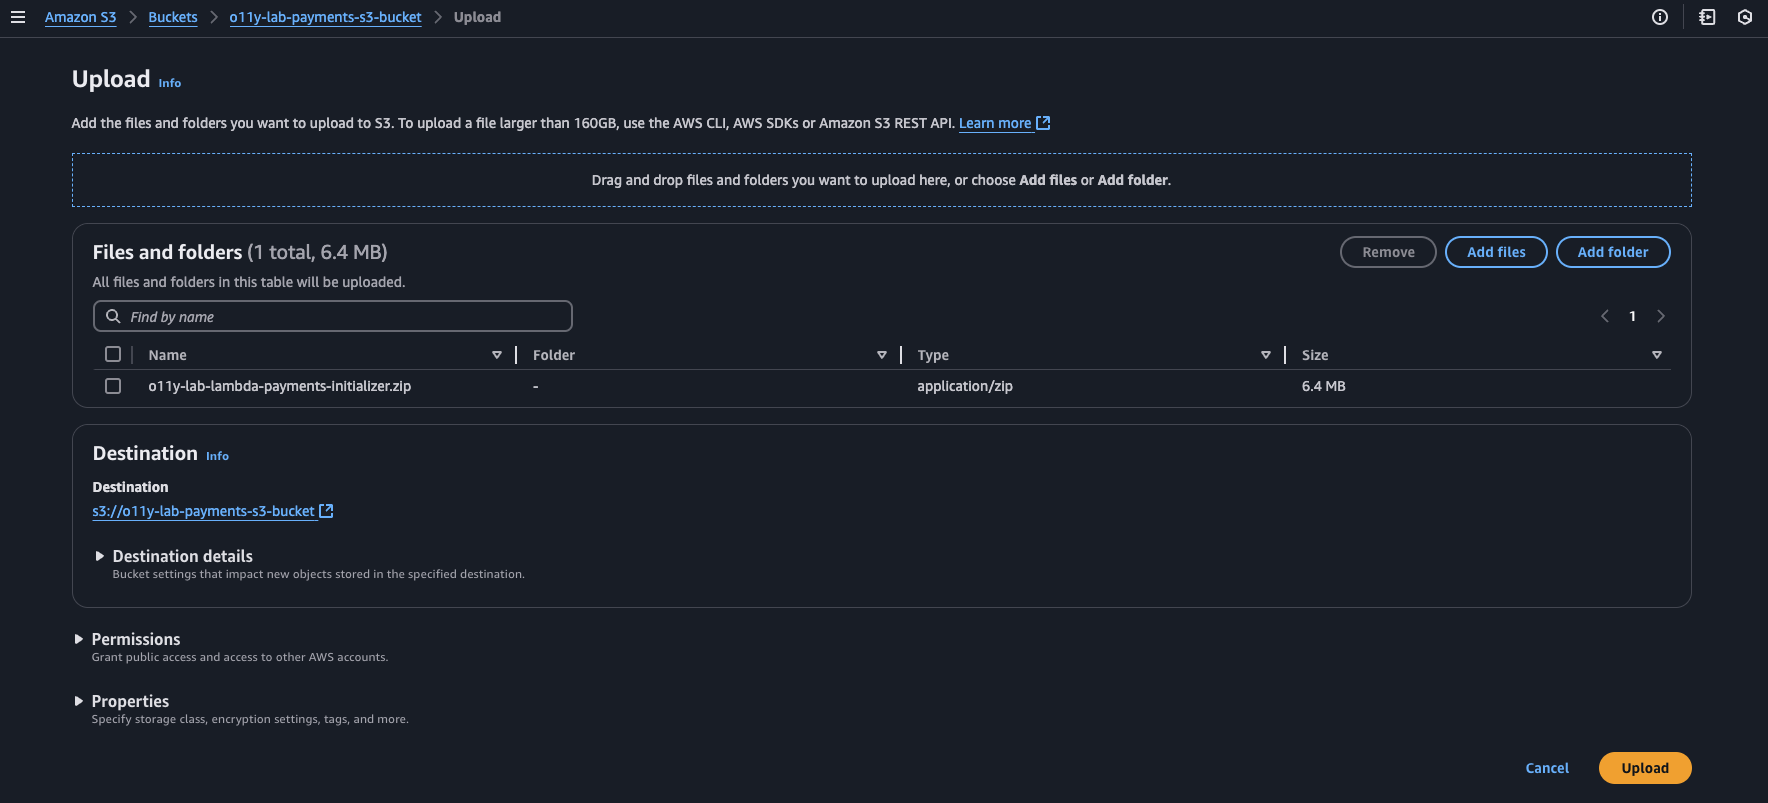 Amazon S3 > Buckets > o11y-lab-payments-s3-bucket > Upload
Upload Info
Add the files and folders you want to upload to S3. To upload a file larger than 160GB, use the AWS CLI, AWS SDKs or Amazon S3 REST API. Learn more
Drag and drop files and folders you want to upload here, or choose Add files or Add folder.
Files and folders (1 total, 6.4 MB)
Remove Add files Add folder
All files and folders in this table will be uploaded.
Find by name
1
Name Folder Type Size
o11y-lab-lambda-payments-initializer.zip - application/zip 6.4 MB
Destination Info
Destination
s3://o11y-lab-payments-s3-bucket
Destination details
Bucket settings that impact new objects stored in the specified destination.
Permissions
Grant public access and access to other AWS accounts.
Properties
Specify storage class, encryption settings, tags, and more.
Cancel Upload